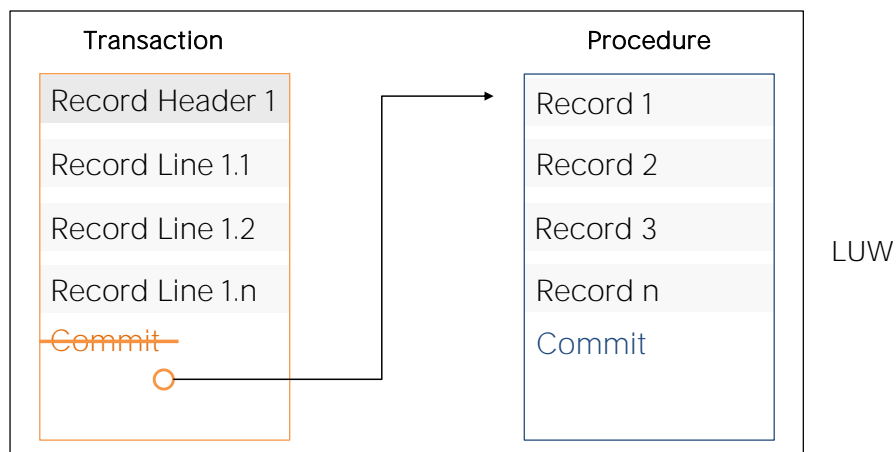 Transaction
Record Header 1
Record Line 1.1
Record Line 1.2
Record Line 1.n
Commit
Procedure
Record 1
Record 2
Record 3
Record n
Commit
LUW